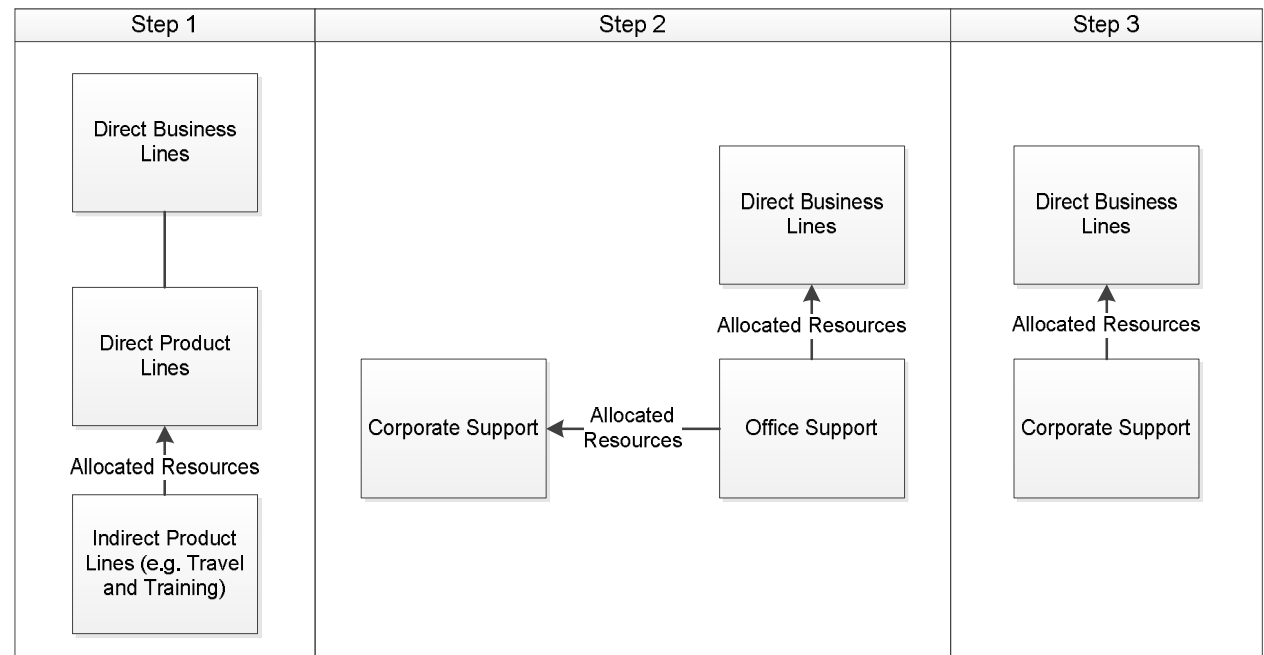 Step 1
Direct Business
Lines
Direct Product
Lines
Allocated Resources
Indirect Product
Lines (e.g. Travel
and Training)
Step 2
Direct Business
Lines
Allocated Resources
Corporate Support
Allocated
Resources
Office Support
Step 3
Direct Business
Lines
Allocated Resources
Corporate Support